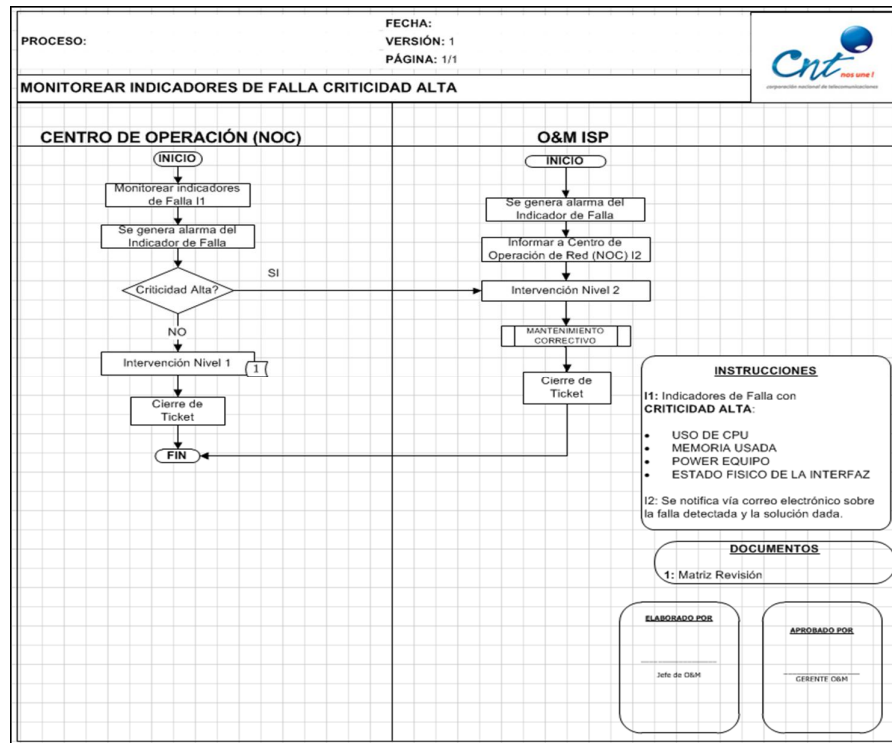 PROCESO:
FECHA:
VERSIÓN: 1
PÁGINA: 1/1
Cnt nos une!
corporación nacional de telecomunicaciones
MONITOREAR INDICADORES DE FALLA CRITICIDAD ALTA
CENTRO DE OPERACIÓN (NOC)
INICIO
Monitorear indicadores
de Falla I1
Se genera alarma del
Indicador de Falla
Criticidad Alta?
SI
NO
Intervención Nivel 1
1
Cierre de
Ticket
FIN
O&M ISP
INICIO
Se genera alarma del
Indicador de Falla
Informar a Centro de
Operación de Red (NOC) I2
Intervención Nivel 2
MANTENIMIENTO
CORRECTIVO
Cierre de
Ticket
INSTRUCCIONES
I1: Indicadores de Falla con
CRITICIDAD ALTA:
• USO DE CPU
• MEMORIA USADA
• POWER EQUIPO
• ESTADO FISICO DE LA INTERFAZ
I2: Se notifica vía correo electrónico sobre
la falla detectada y la solución dada.
DOCUMENTOS
1: Matriz Revisión
ELABORADO POR
Jefe de O&M
APROBADO POR
GERENTE O&M